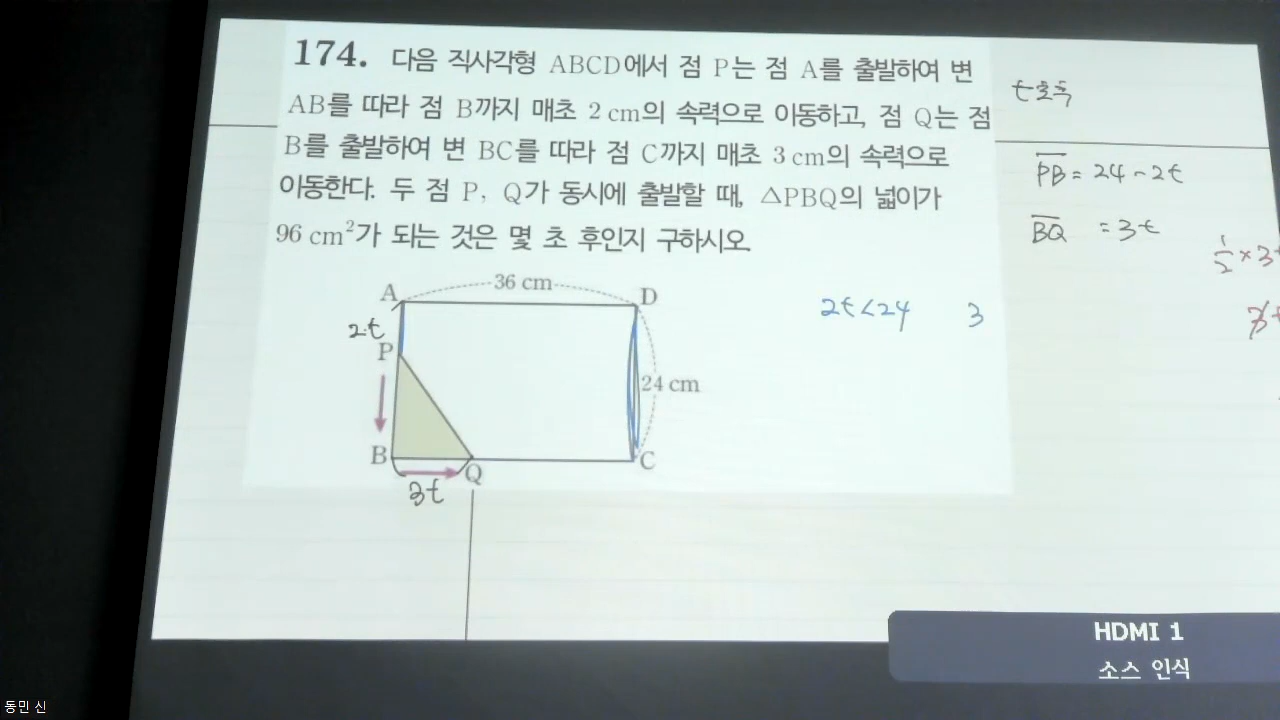 174. 다음 직사각형 ABCD에서 점 P는 점 A를 출발하여 변
AB를 따라 점 B까지 매초 2 cm의 속력으로 이동하고, 점 Q는 점
B를 출발하여 변 BC를 따라 점 C까지 매초 3 cm의 속력으로
이동한다. 두 점 P, Q가 동시에 출발할 때, △PBQ의 넓이가
96 cm²가 되는 것은 몇 초 후인지 구하시오.
t초후
PB = 24 - 2t
BQ = 3t
½ × 3
36 cm
A
D
2t
P
24 cm
B
Q
C
3t
2t < 24
3
HDMI 1
소스 인식
동민 신